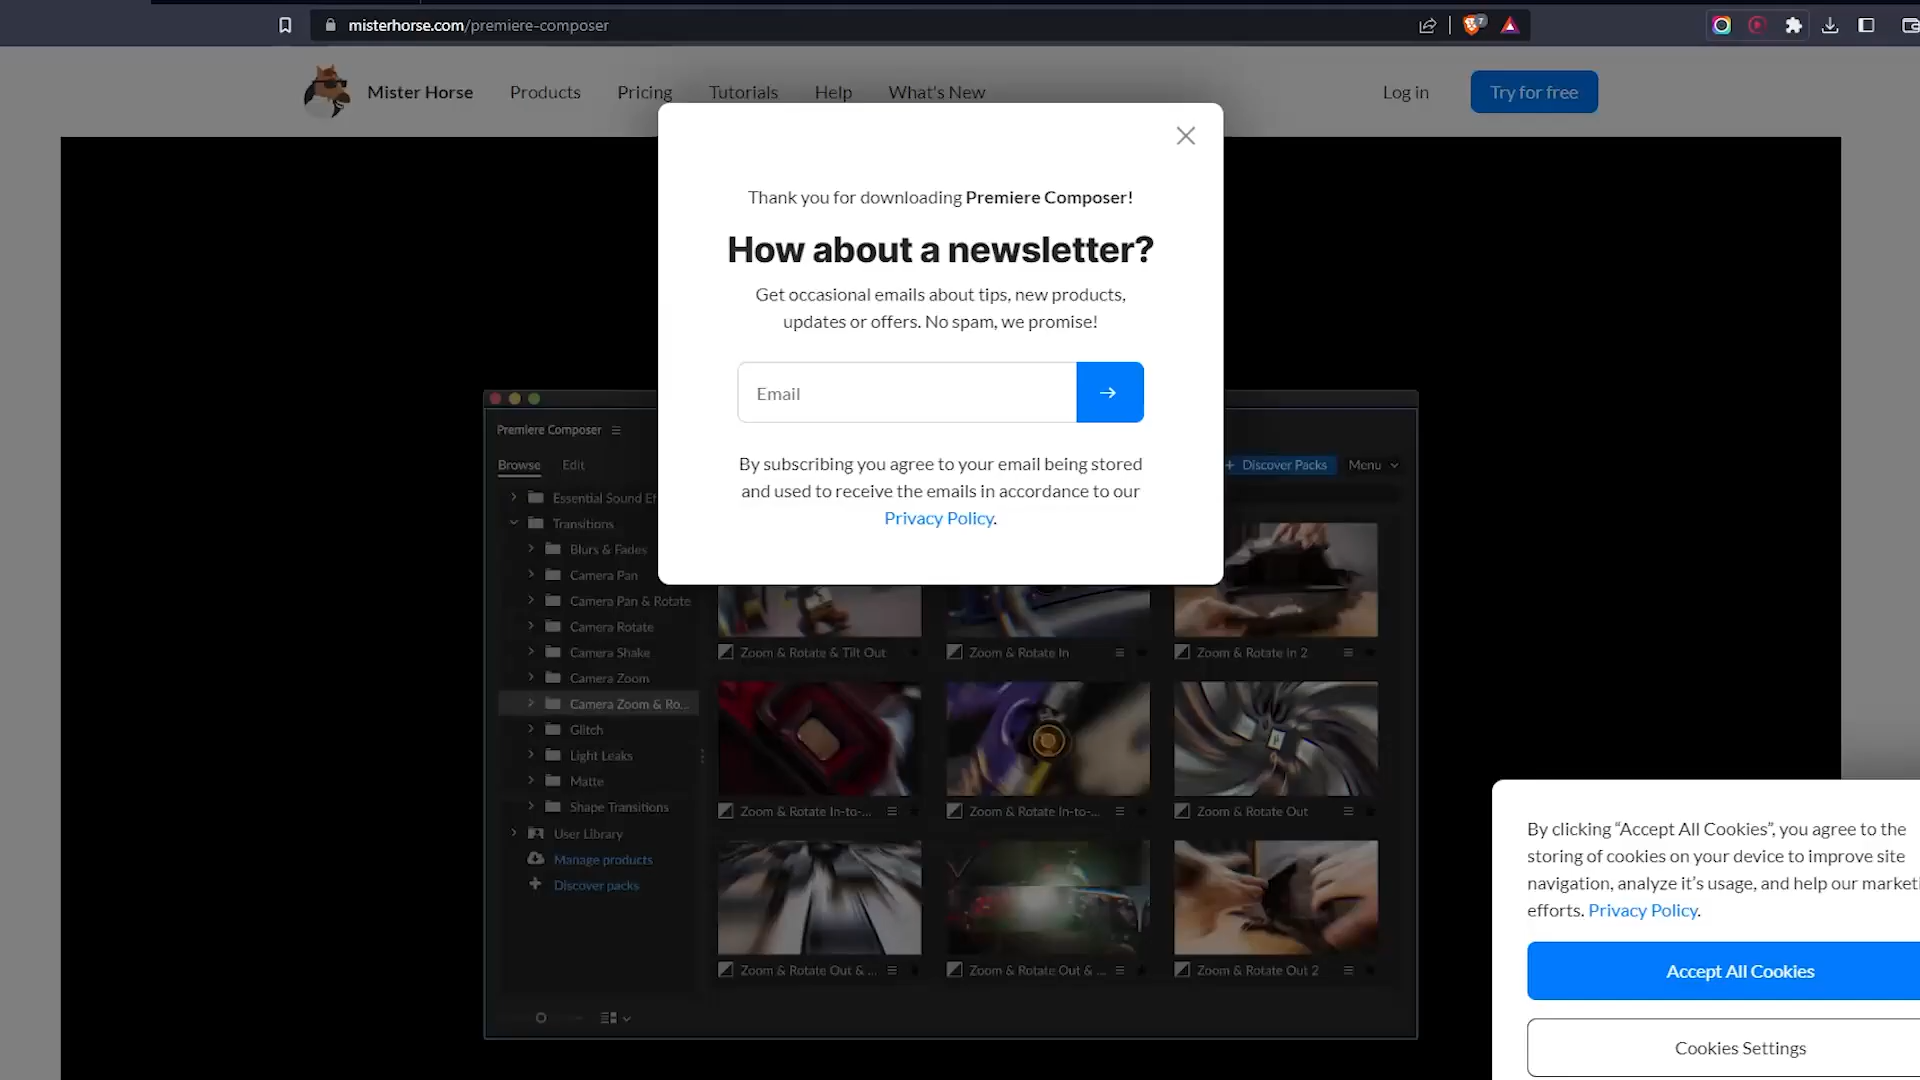 misterhorse.com/premiere-composer
7
Mister Horse
Products
Pricing
Tutorials
Help
What's New
Log in
Try for free
Thank you for downloading Premiere Composer!
How about a newsletter?
Get occasional emails about tips, new products,
updates or offers. No spam, we promise!
Email
By subscribing you agree to your email being stored
and used to receive the emails in accordance to our
Privacy Policy.
Premiere Composer
Browse
Edit
+ Discover Packs
Menu
Essential Sound Ef
Transitions
Blurs & Fades
Camera Pan
Camera Pan & Rotate
Camera Rotate
Camera Shake
Camera Zoom
Camera Zoom & Ro...
Glitch
Light Leaks
Matte
Shape Transitions
User Library
Manage products
Discover packs
Zoom & Rotate & Tilt Out
Zoom & Rotate In
Zoom & Rotate In 2
Zoom & Rotate In-to-...
Zoom & Rotate In-to-...
Zoom & Rotate Out
Zoom & Rotate Out & ...
Zoom & Rotate Out & ...
Zoom & Rotate Out 2
By clicking “Accept All Cookies”, you agree to the
storing of cookies on your device to improve site
navigation, analyze it’s usage, and help our marketi
efforts. Privacy Policy.
Accept All Cookies
Cookies Settings